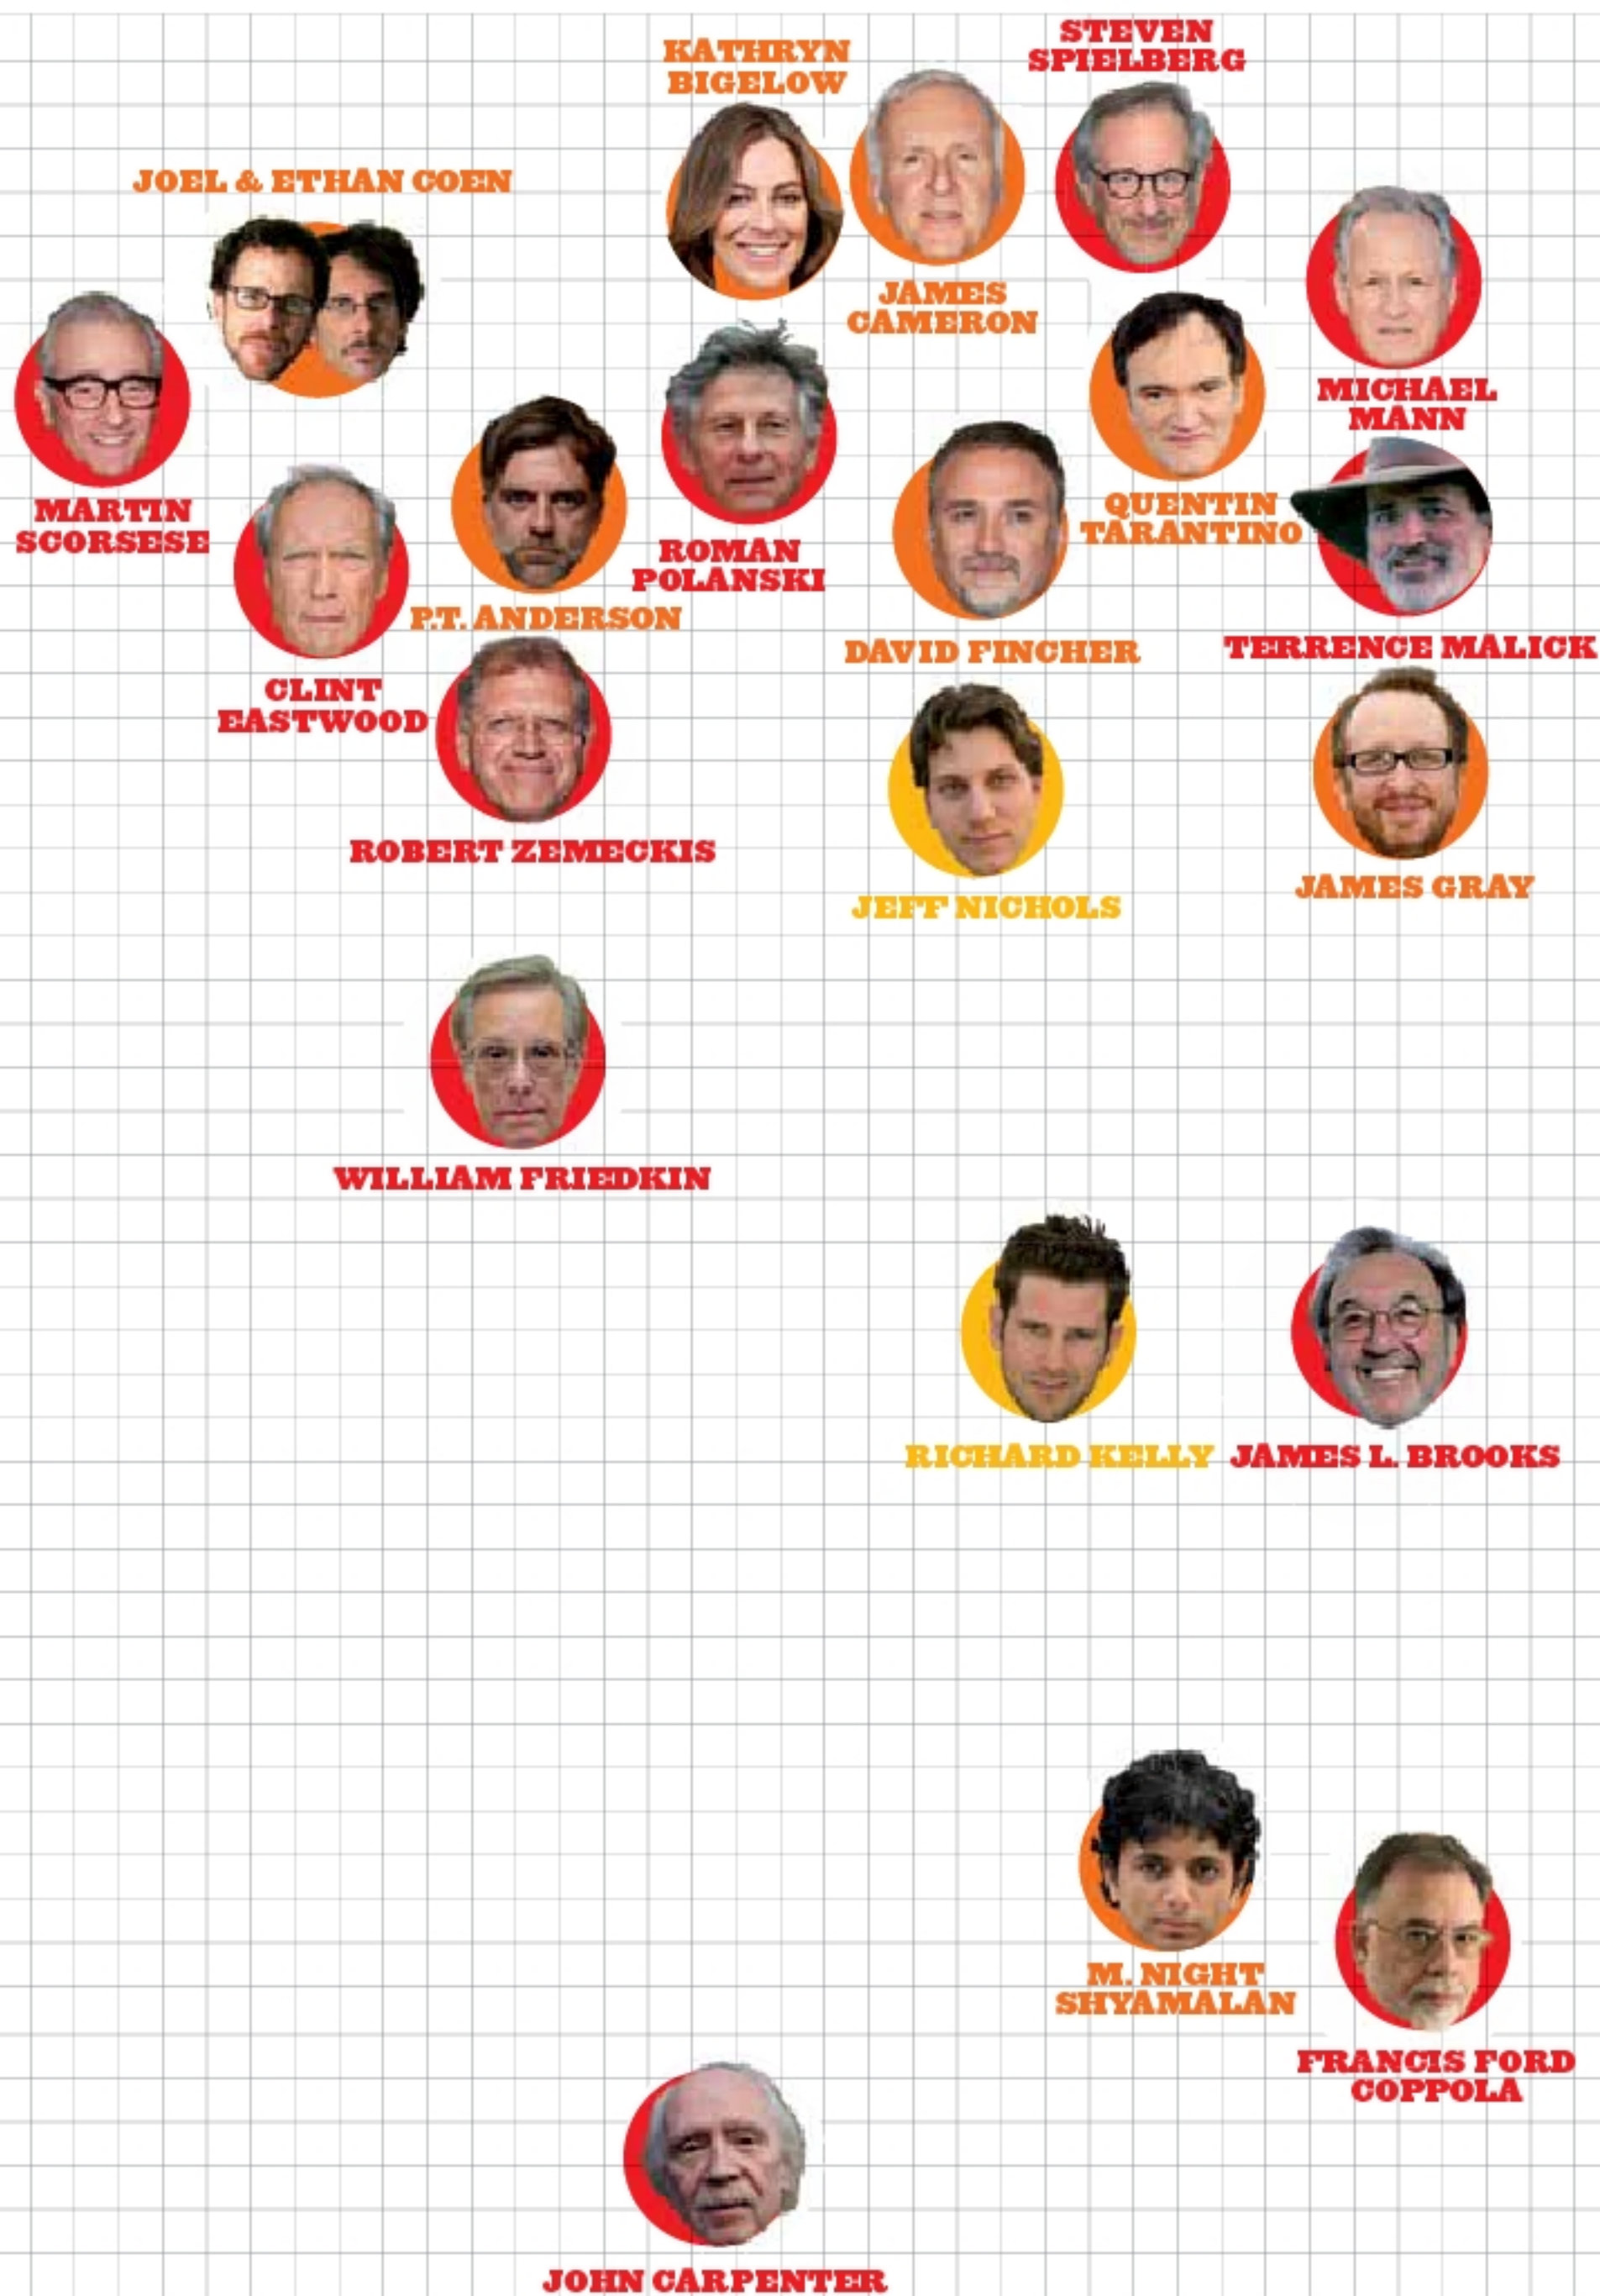 STEVEN
SPIELBERG
KATHRYN
BIGELOW
JOEL & ETHAN COEN
JAMES
CAMERON
MICHAEL
MANN
MARTIN
SCORSESE
QUENTIN
TARANTINO
ROMAN
POLANSKI
P.T. ANDERSON
DAVID FINCHER
TERRENCE MALICK
CLINT
EASTWOOD
ROBERT ZEMECKIS
JEFF NICHOLS
JAMES GRAY
WILLIAM FRIEDKIN
RICHARD KELLY
JAMES L. BROOKS
M. NIGHT
SHYAMALAN
FRANCIS FORD
COPPOLA
JOHN CARPENTER